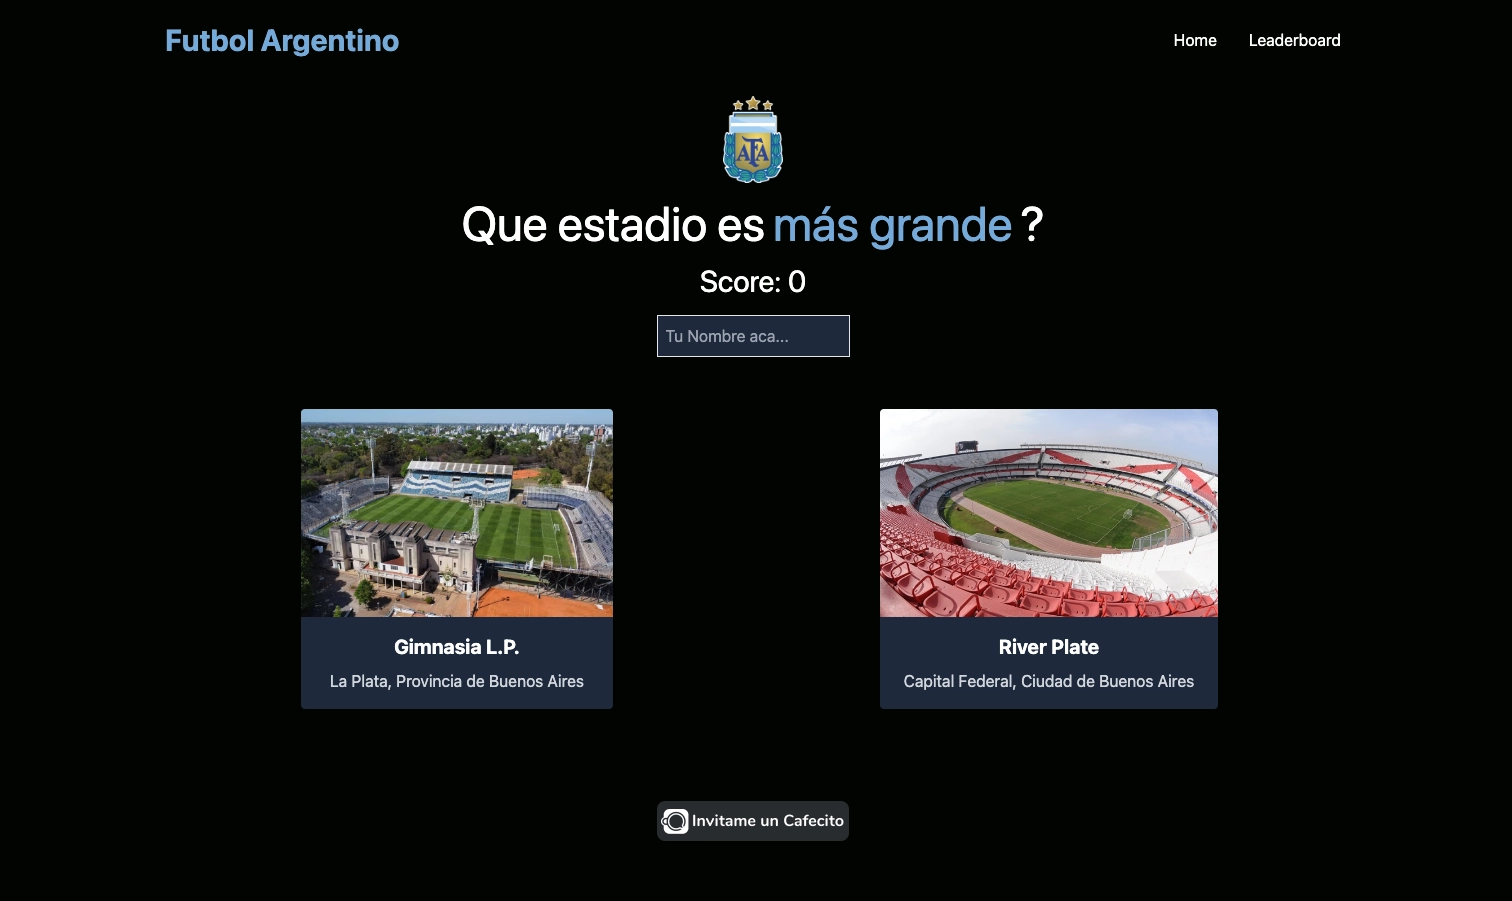 Futbol Argentino
Home
Leaderboard
AFA
Que estadio es más grande ?
Score: 0
Tu Nombre aca...
Gimnasia L.P.
La Plata, Provincia de Buenos Aires
River Plate
Capital Federal, Ciudad de Buenos Aires
Invitame un Cafecito